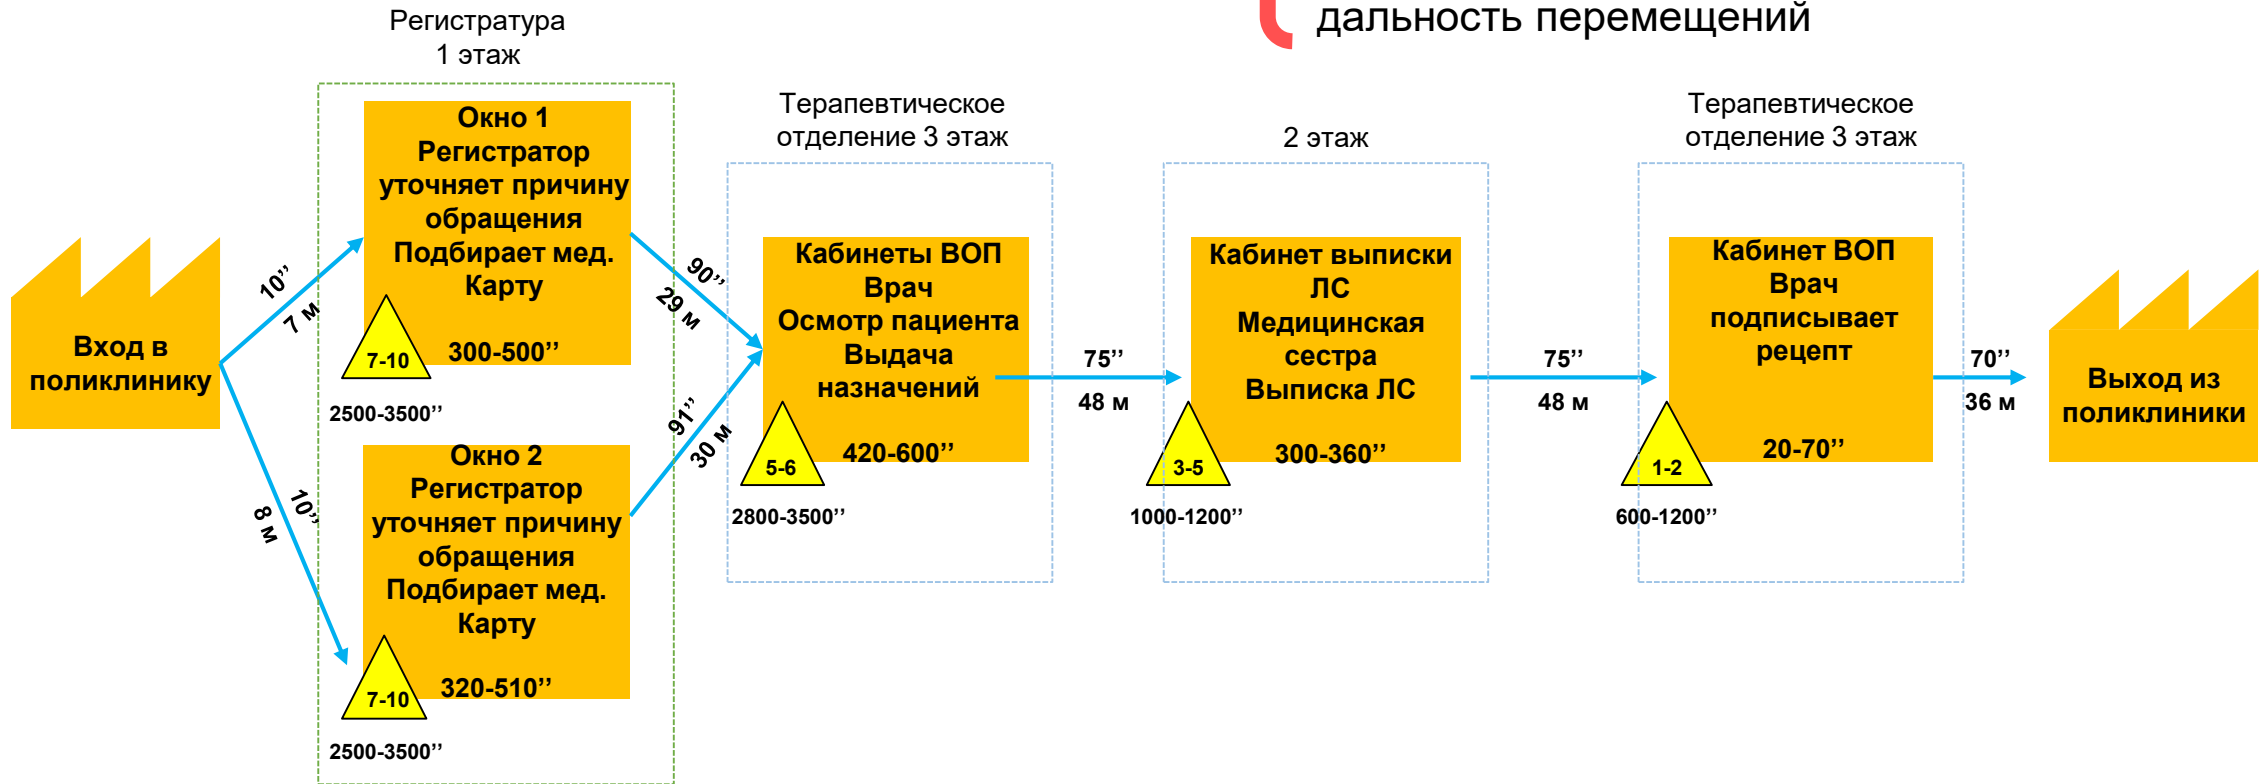 дальность перемещений
Регистратура
1 этаж
Вход в
поликлинику
10’’
7 м
10’’
8 м
Окно 1
Регистратор
уточняет причину
обращения
Подбирает мед.
Карту
300-500’’
7-10
2500-3500’’
Окно 2
Регистратор
уточняет причину
обращения
Подбирает мед.
Карту
320-510’’
7-10
2500-3500’’
90’’
29 м
91’’
30 м
Терапевтическое
отделение 3 этаж
Кабинеты ВОП
Врач
Осмотр пациента
Выдача
назначений
420-600’’
5-6
2800-3500’’
75’’
48 м
2 этаж
Кабинет выписки
ЛС
Медицинская
сестра
Выписка ЛС
300-360’’
3-5
1000-1200’’
75’’
48 м
Терапевтическое
отделение 3 этаж
Кабинет ВОП
Врач
подписывает
рецепт
20-70’’
1-2
600-1200’’
70’’
36 м
Выход из
поликлиники